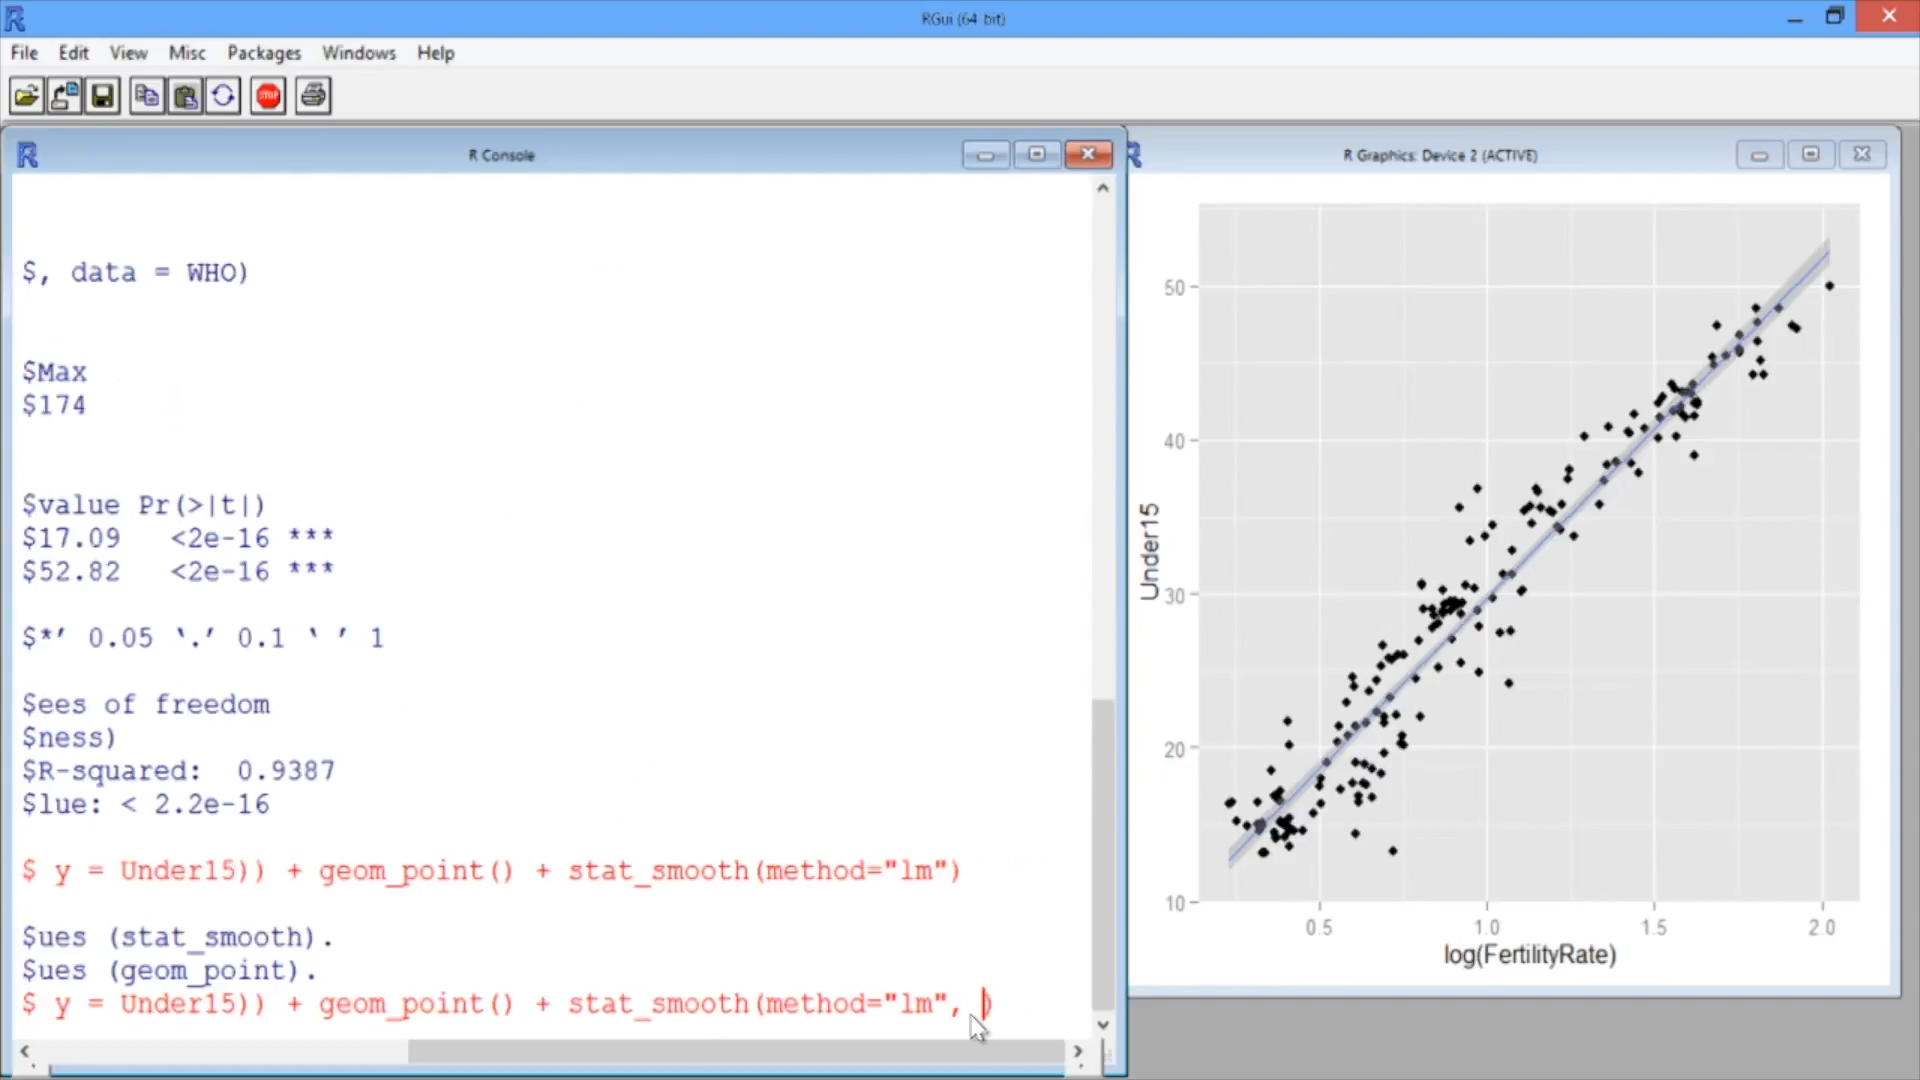 RGui (64-bit)
File Edit View Misc Packages Windows Help
STOP
R Console
$, data = WHO)
$Max
$174
$value Pr(>|t|)
$17.09 <2e-16 ***
$52.82 <2e-16 ***
$*’ 0.05 ‘.’ 0.1 ‘ ’ 1
$ees of freedom
$ness)
$R-squared: 0.9387
$lue: < 2.2e-16
$ y = Under15)) + geom_point() + stat_smooth(method="lm")
$ues (stat_smooth).
$ues (geom_point).
$ y = Under15)) + geom_point() + stat_smooth(method="lm", )
R Graphics: Device 2 (ACTIVE)
50
40
30
20
10
Under15
0.5 1.0 1.5 2.0
log(FertilityRate)